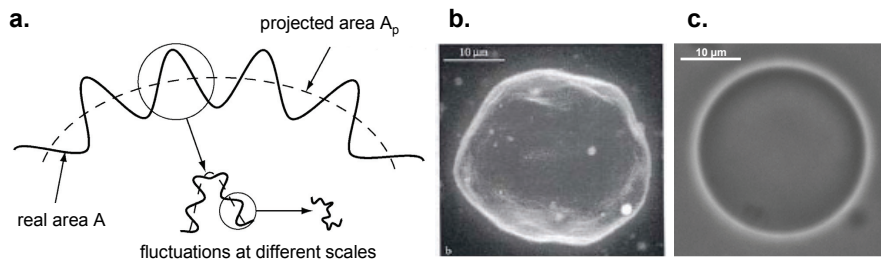 a.
projected area Ap
real area A
fluctuations at different scales
b.
10 µm
b
c.
10 µm